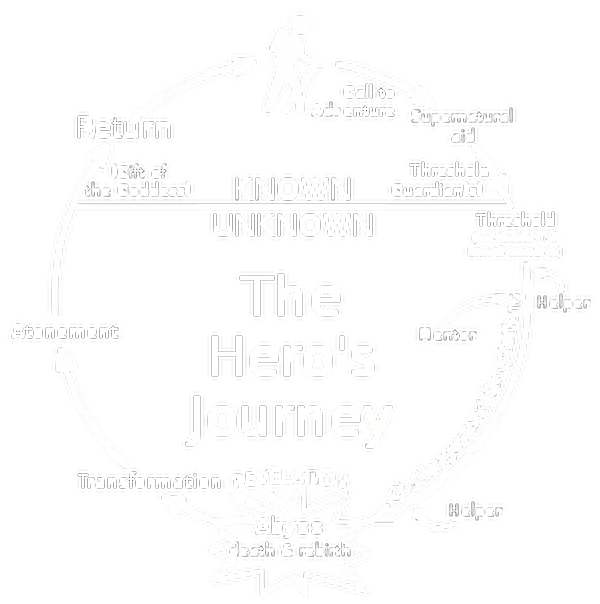 Call to
Adventure
Supernatural
aid
Return
(Gift of
the Goddess)
Threshold
Guardian(s)
KNOWN
UNKNOWN
Threshold
The
Hero's
Journey
Helper
Mentor
Atonement
Transformation
REVELATION
Helper
Abyss
death & rebirth